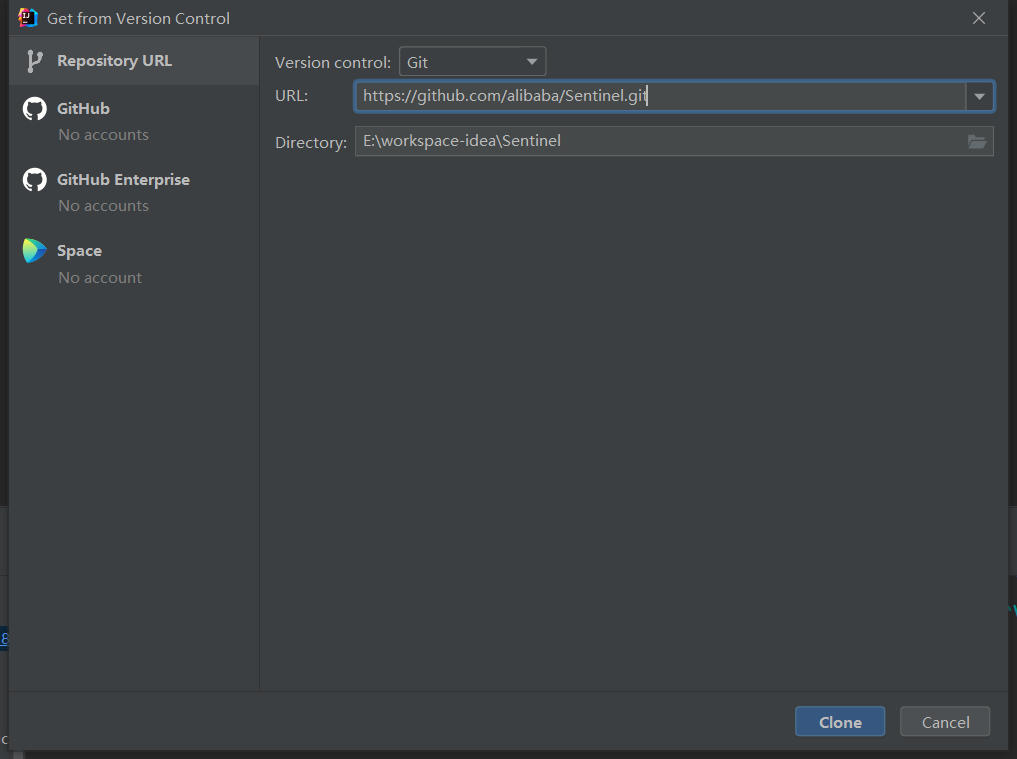 Get from Version Control
Repository URL
GitHub
No accounts
GitHub Enterprise
No accounts
Space
No account
Version control: Git
URL: https://github.com/alibaba/Sentinel.git
Directory: E:\workspace-idea\Sentinel
8
c
Clone Cancel